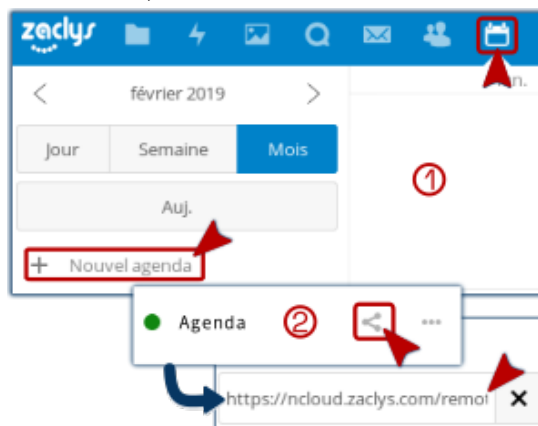 zaclys
février 2019
Jour Semaine Mois
①
Auj.
+ Nouvel agenda
Agenda ②
https://ncloud.zaclys.com/remot